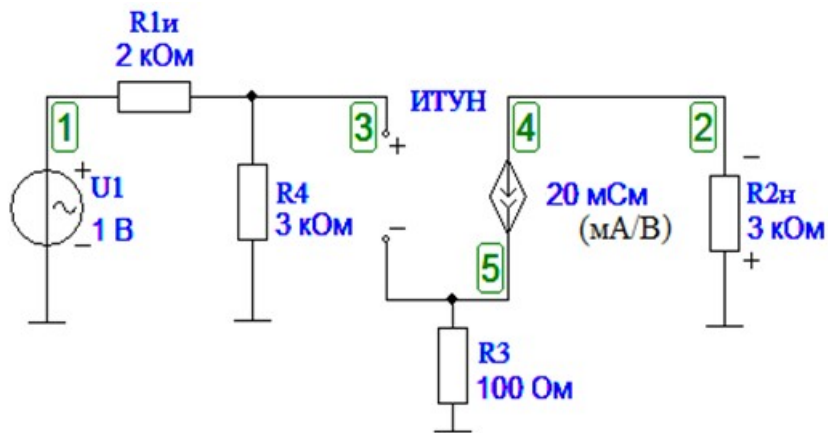 R1и
2 кОм
1
3
ИТУН
4
2
+
U1
1 В
−
R4
3 кОм
+
−
20 мСм
(мА/В)
5
−
R2н
3 кОм
+
R3
100 Ом